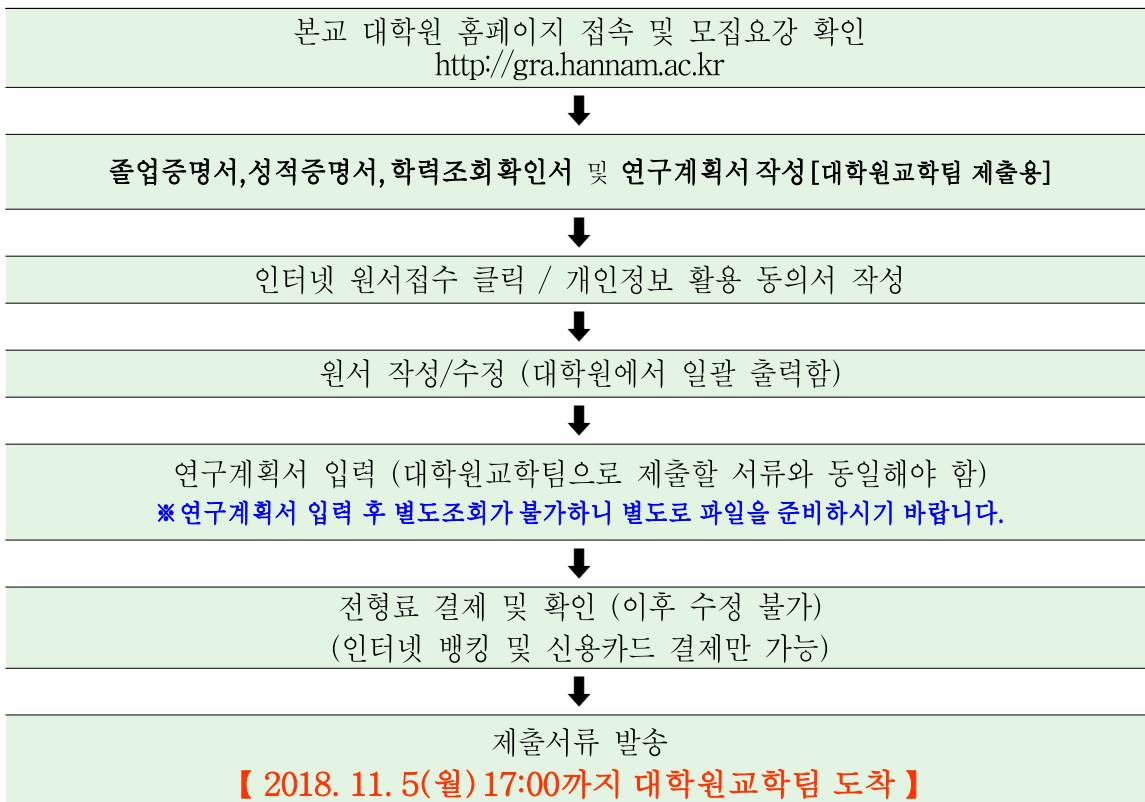 본교 대학원 홈페이지 접속 및 모집요강 확인
http://gra.hannam.ac.kr
졸업증명서,성적증명서,학력조회확인서 및 연구계획서 작성[대학원교학팀 제출용]
인터넷 원서접수 클릭 / 개인정보 활용 동의서 작성
원서 작성/수정 (대학원에서 일괄 출력함)
연구계획서 입력 (대학원교학팀으로 제출할 서류와 동일해야 함)
※연구계획서 입력 후 별도조회가 불가하니 별도로 파일을 준비하시기 바랍니다.
전형료 결제 및 확인 (이후 수정 불가)
(인터넷 뱅킹 및 신용카드 결제만 가능)
제출서류 발송
【 2018. 11. 5(월) 17:00까지 대학원교학팀 도착 】